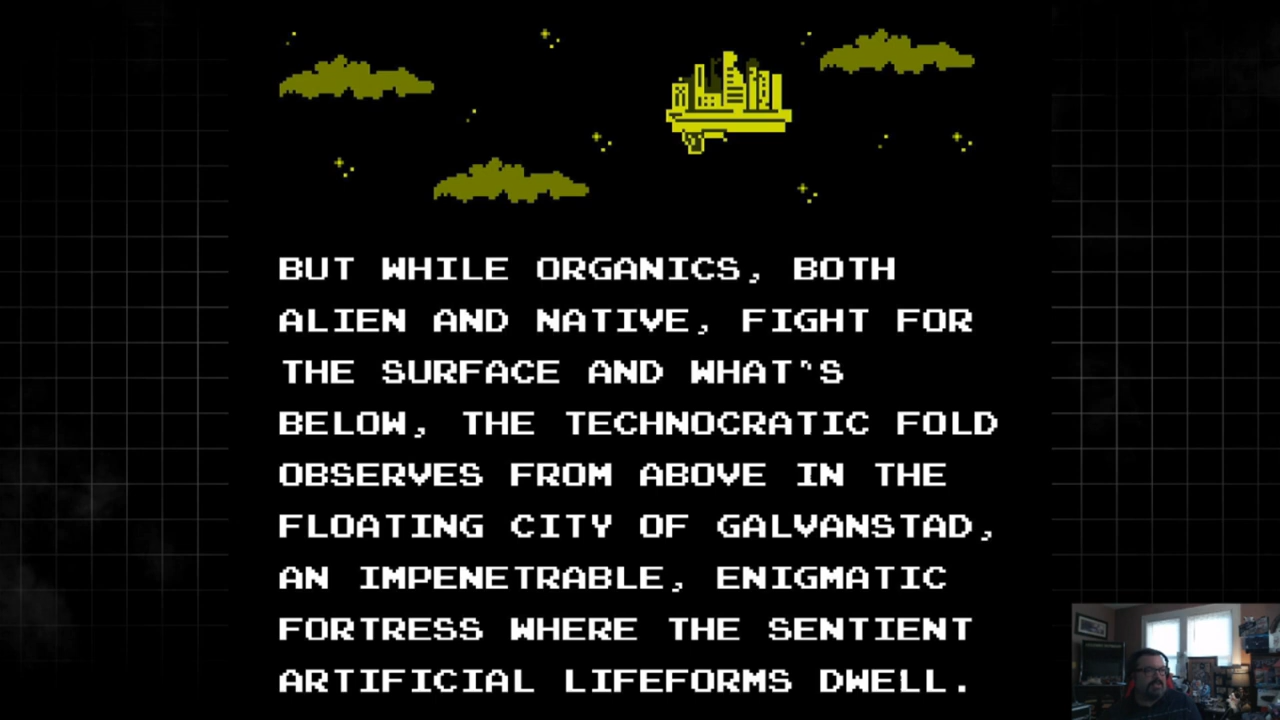 BUT WHILE ORGANICS, BOTH
ALIEN AND NATIVE, FIGHT FOR
THE SURFACE AND WHAT'S
BELOW, THE TECHNOCRATIC FOLD
OBSERVES FROM ABOVE IN THE
FLOATING CITY OF GALVANSTAD,
AN IMPENETRABLE, ENIGMATIC
FORTRESS WHERE THE SENTIENT
ARTIFICIAL LIFEFORMS DWELL.